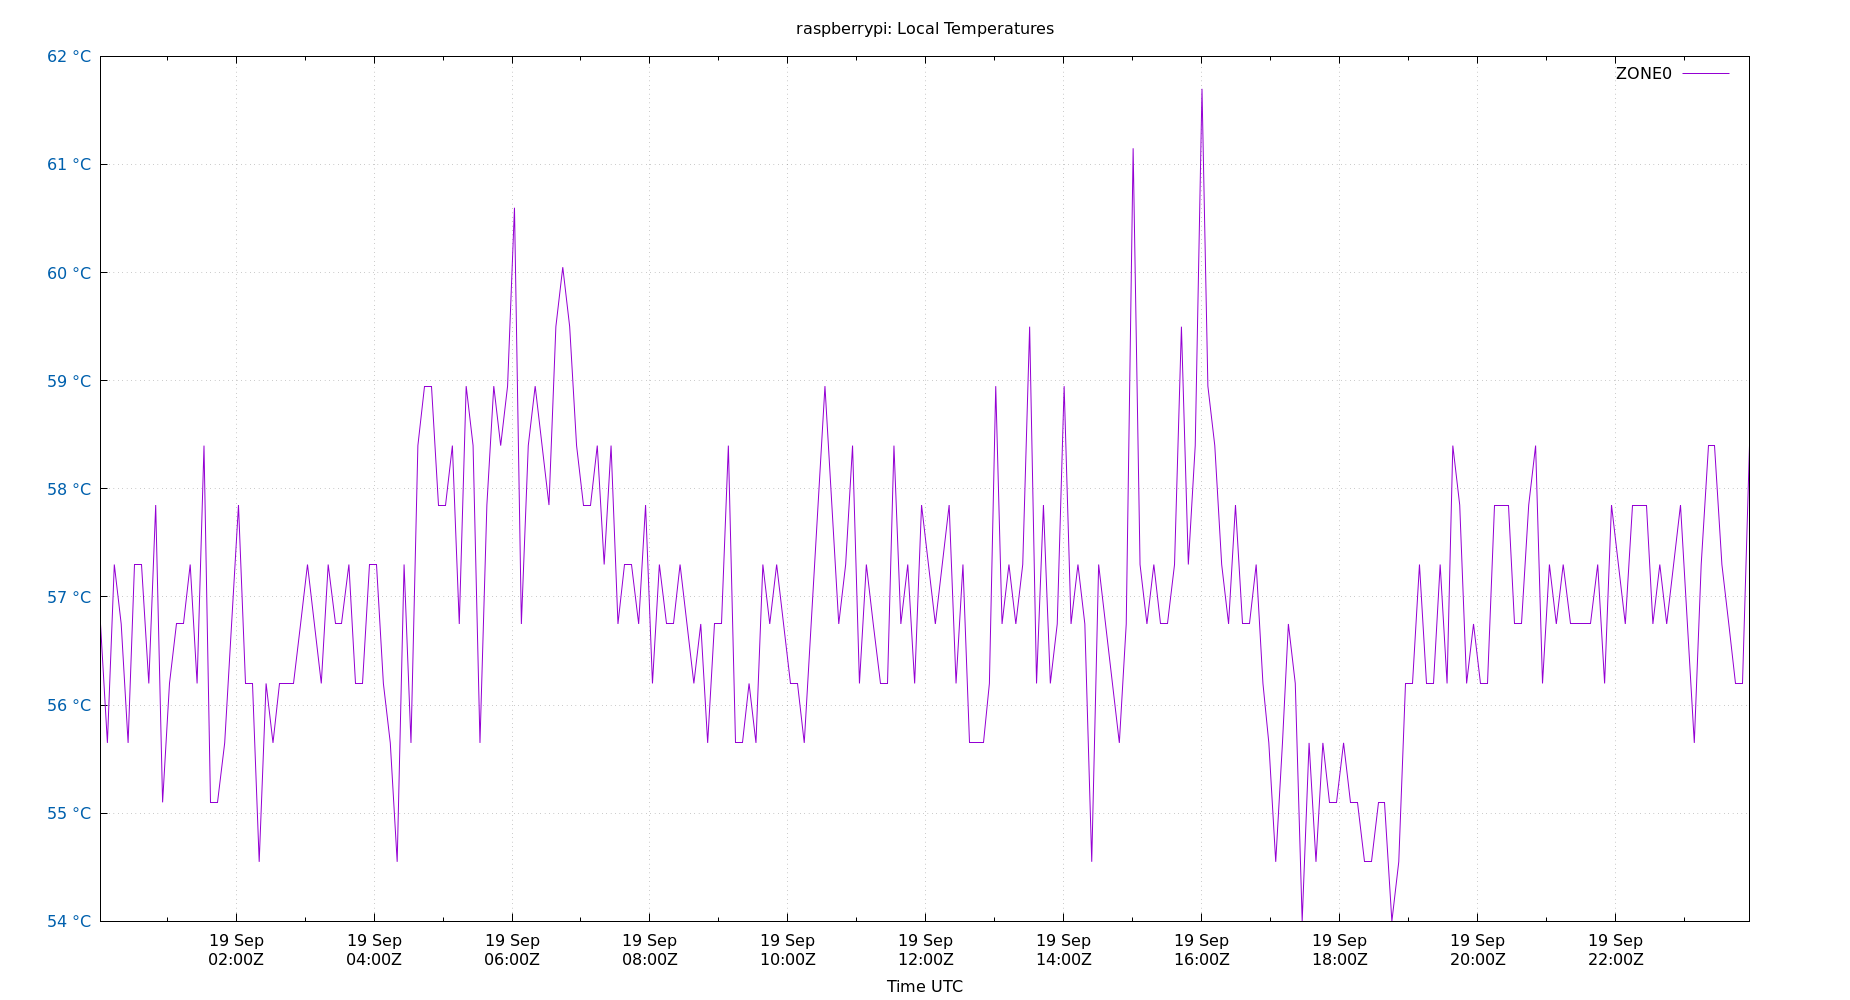 raspberrypi: Local Temperatures
ZONE0
62 °C
61 °C
60 °C
59 °C
58 °C
57 °C
56 °C
55 °C
54 °C
19 Sep
02:00Z
19 Sep
04:00Z
19 Sep
06:00Z
19 Sep
08:00Z
19 Sep
10:00Z
19 Sep
12:00Z
19 Sep
14:00Z
19 Sep
16:00Z
19 Sep
18:00Z
19 Sep
20:00Z
19 Sep
22:00Z
Time UTC